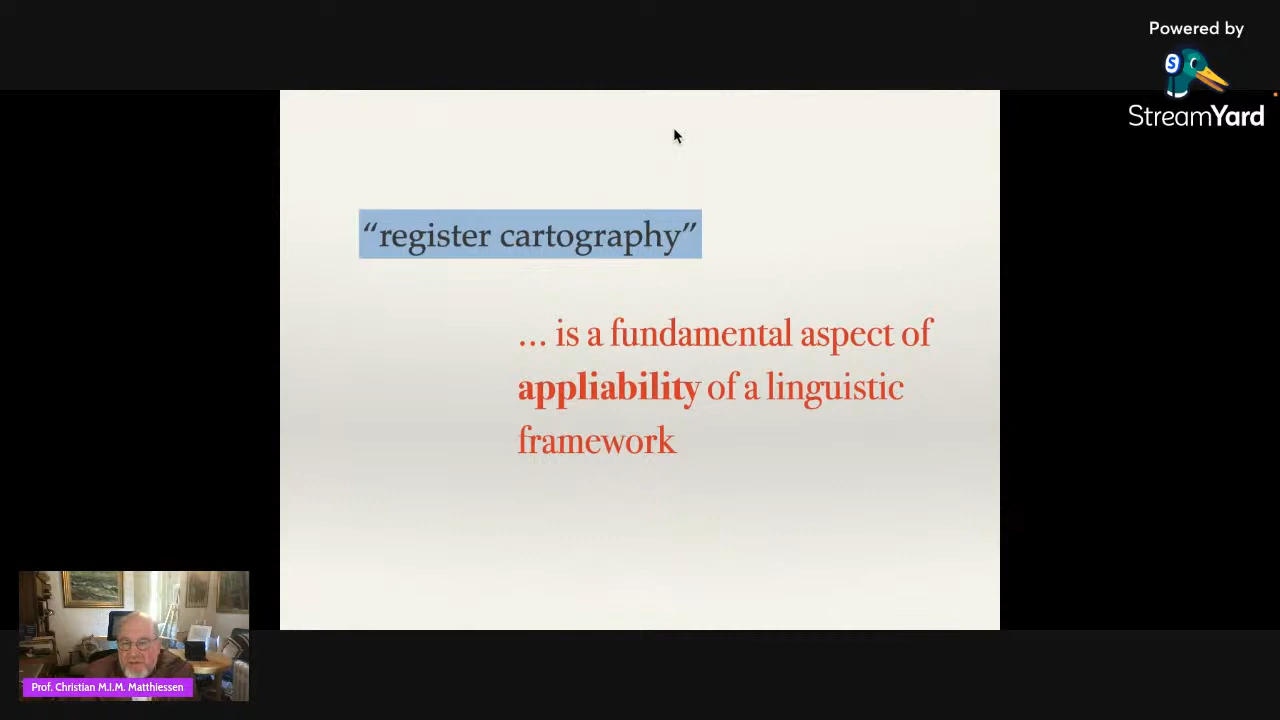 Powered by
S
StreamYard
“register cartography”
... is a fundamental aspect of
appliability of a linguistic
framework
Prof. Christian M.I.M. Matthiessen